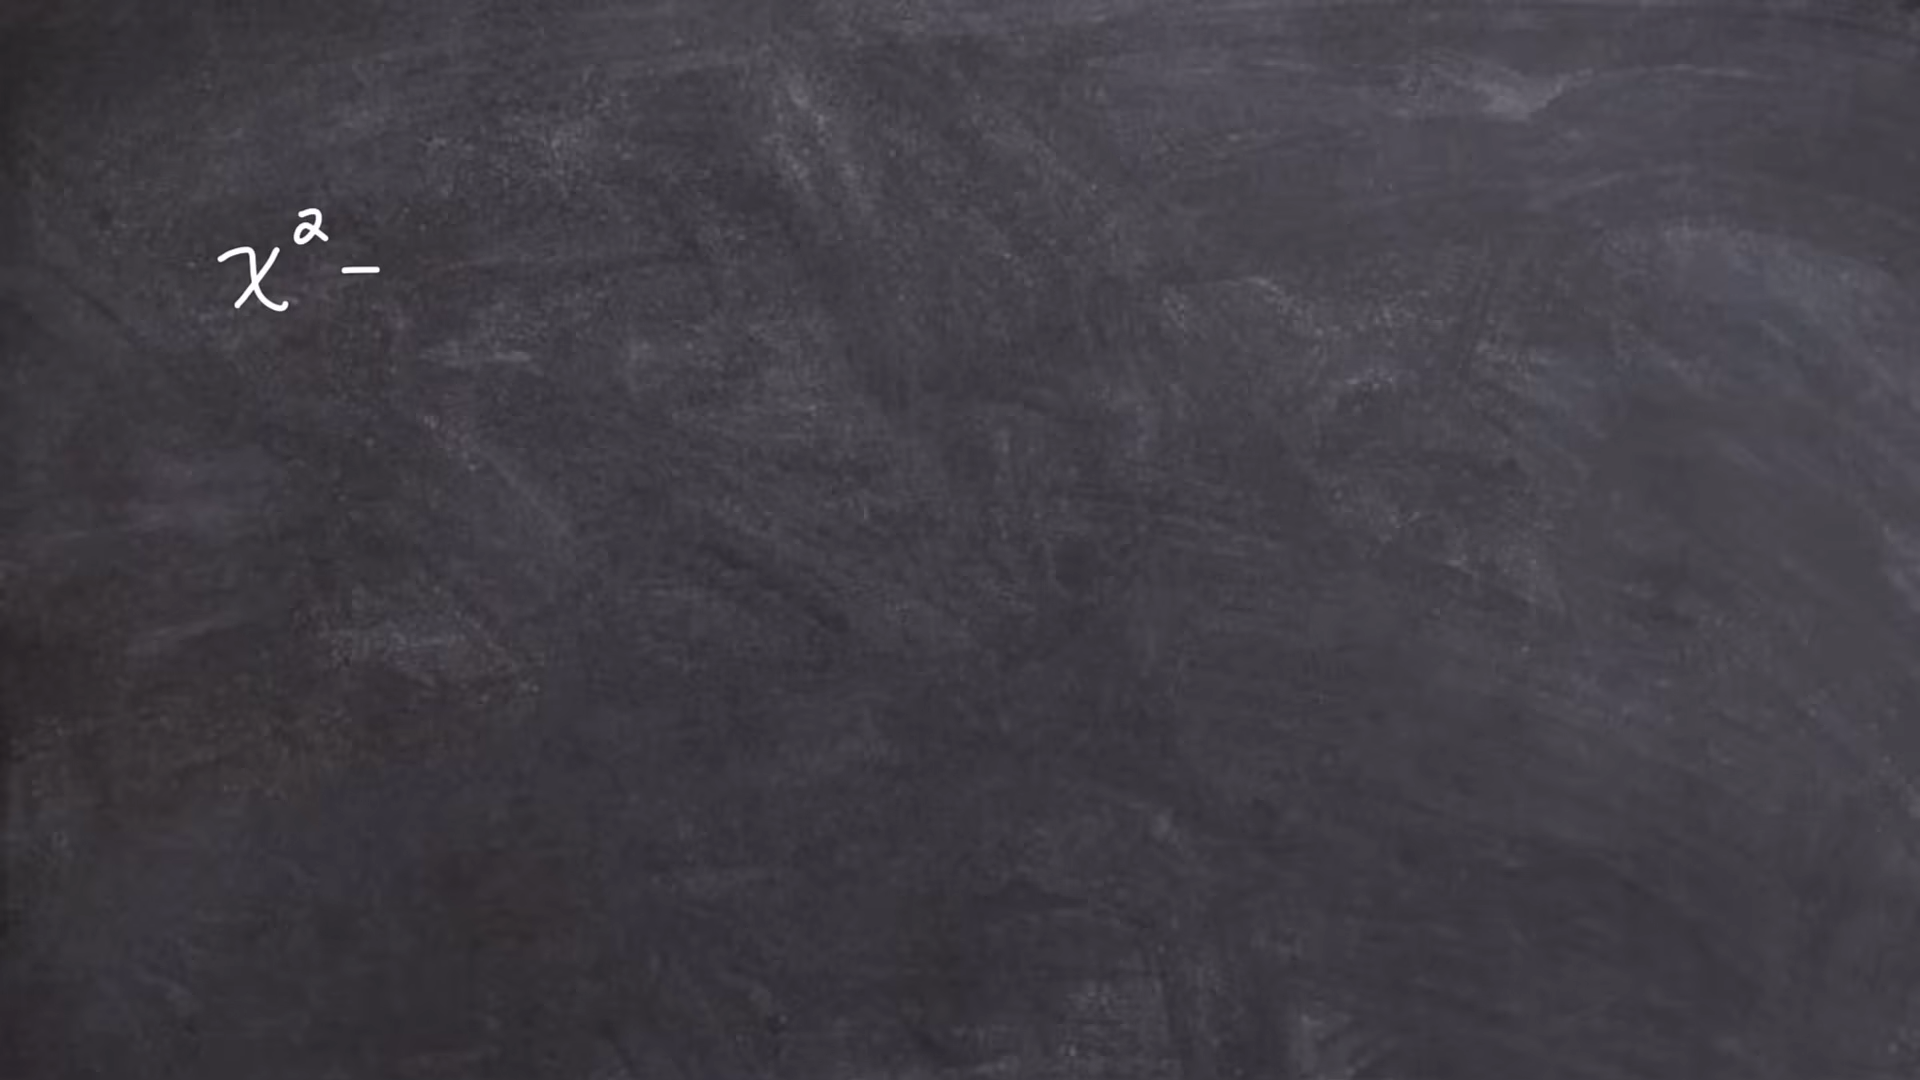 x² –